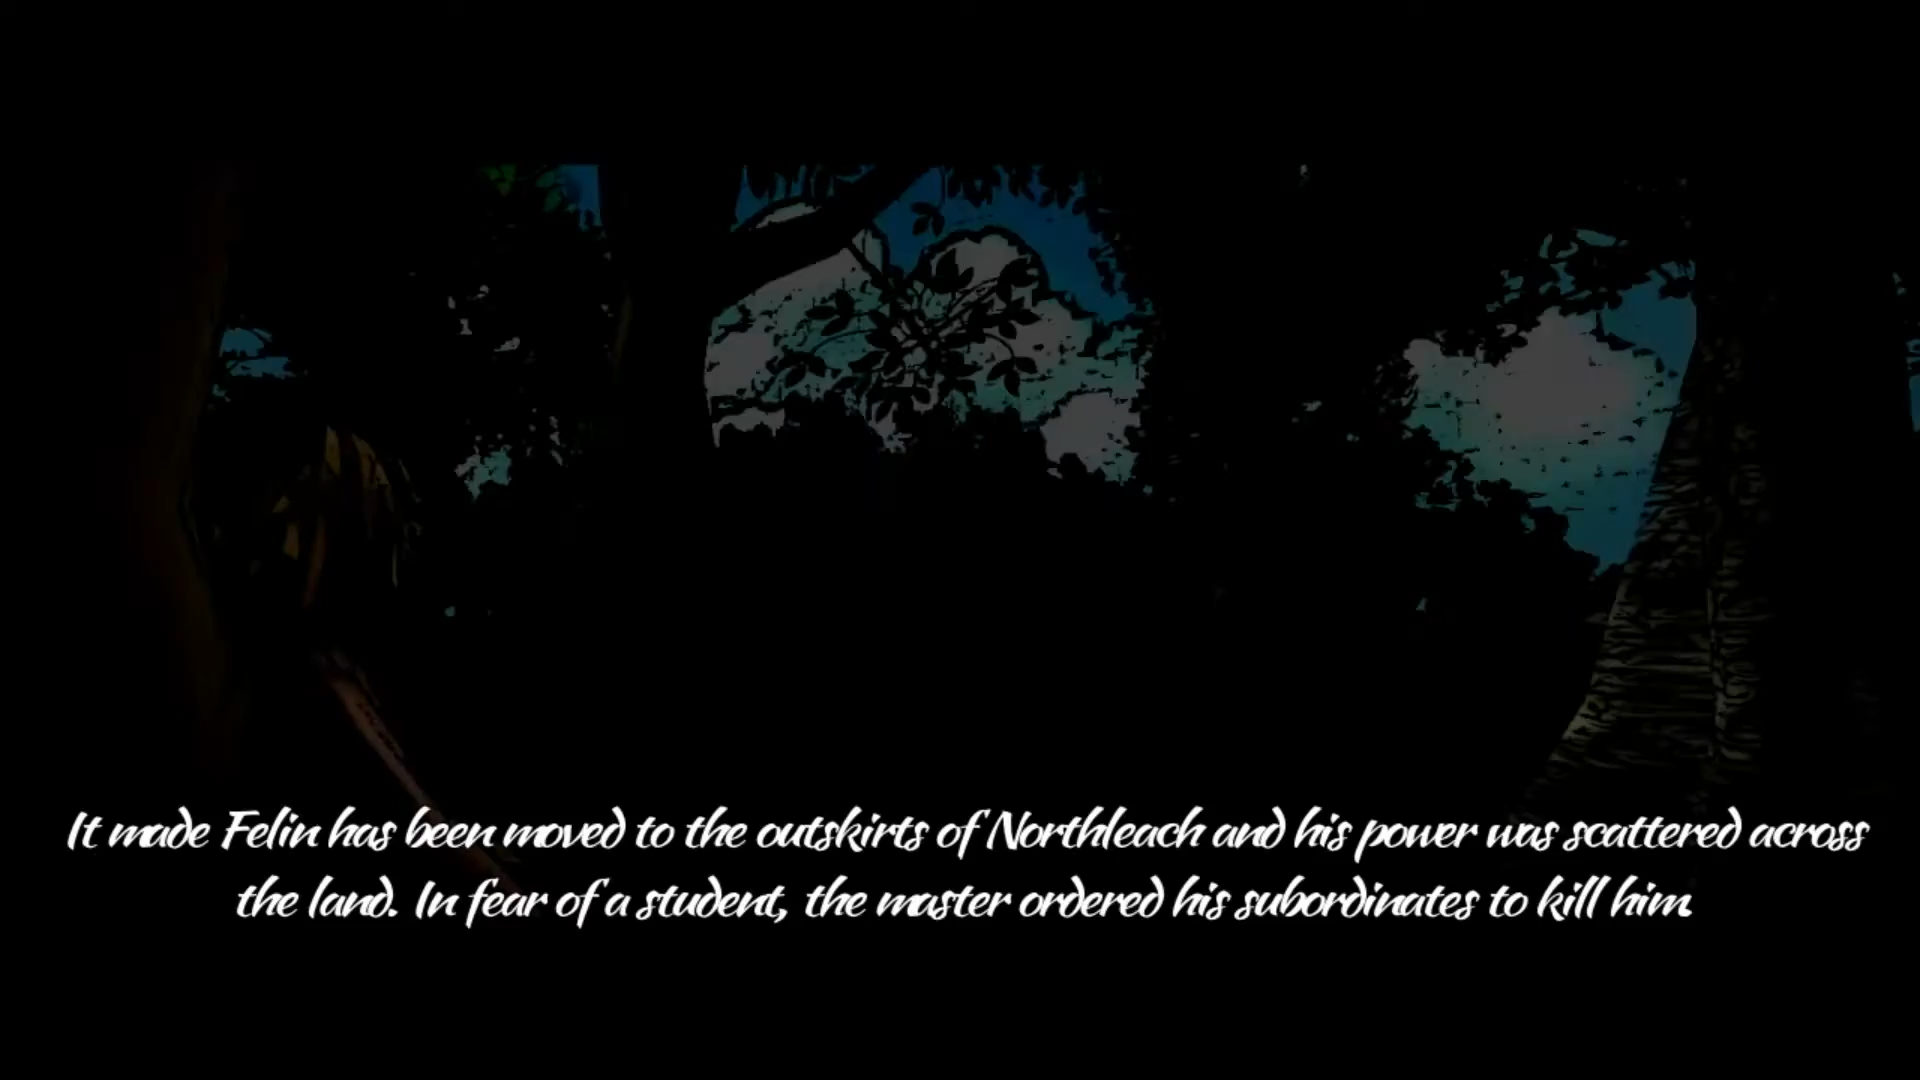 It made Felin has been moved to the outskirts of Northleach and his power was scattered across
the land. In fear of a student, the master ordered his subordinates to kill him.